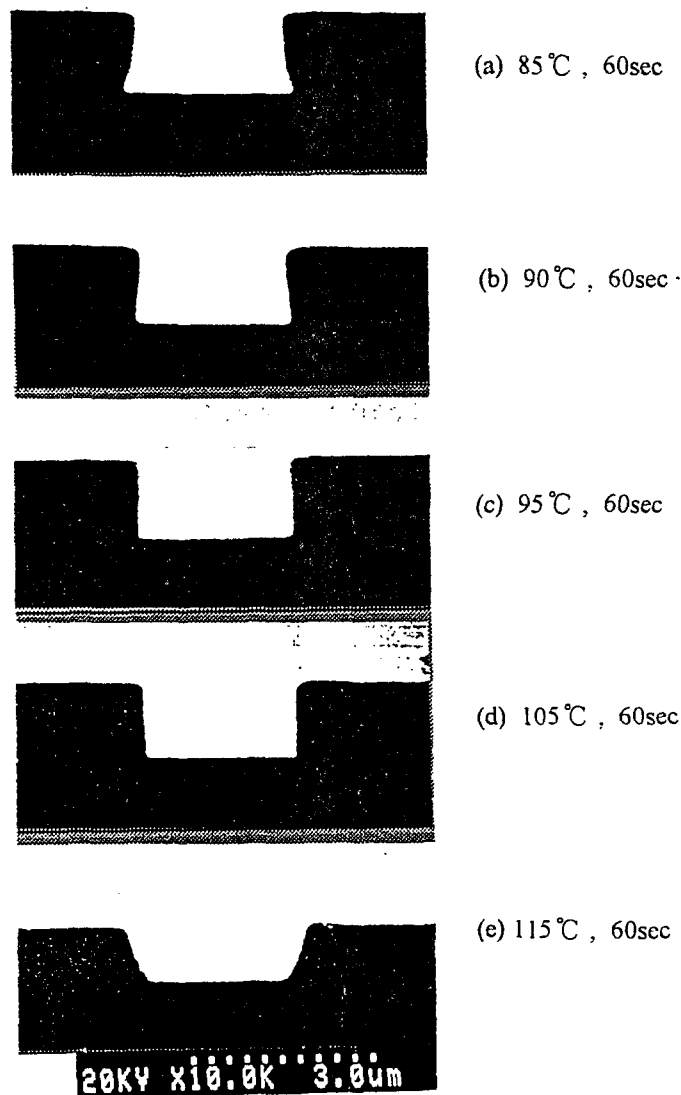 (a) 85℃ , 60sec
(b) 90℃ , 60sec
(c) 95℃ , 60sec
(d) 105℃ , 60sec
(e) 115℃ , 60sec
20KV X10.0K 3.0um